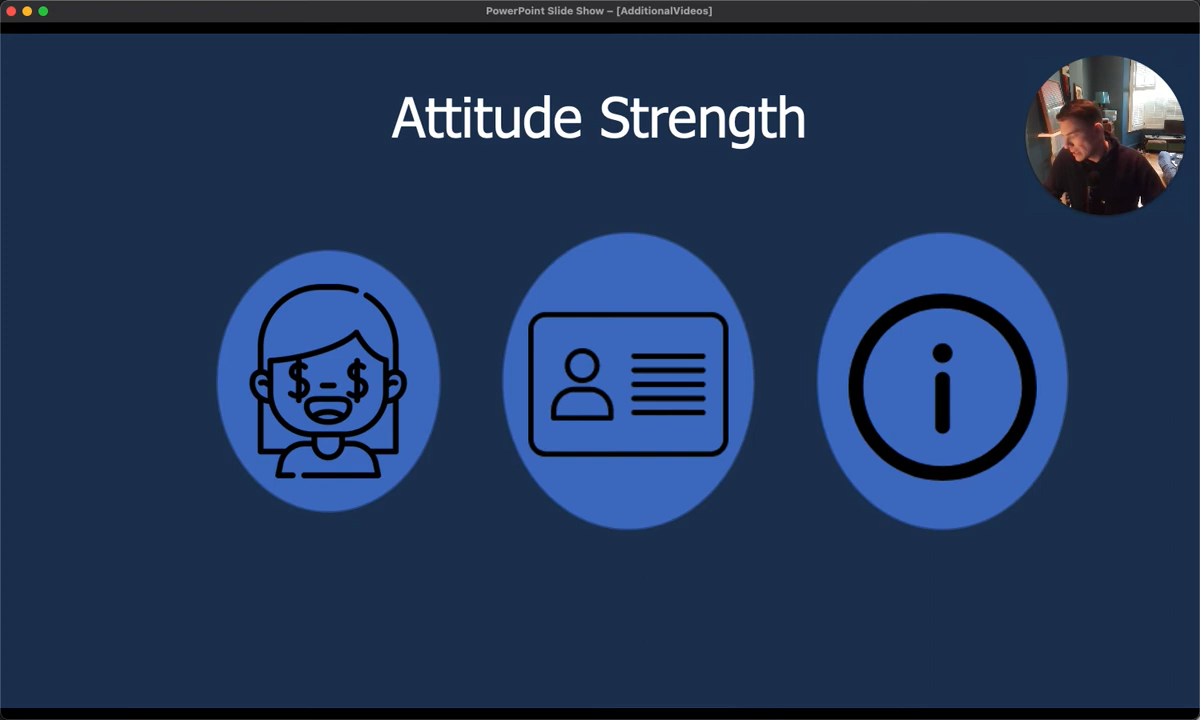 PowerPoint Slide Show – [AdditionalVideos]
Attitude Strength
$ $
i